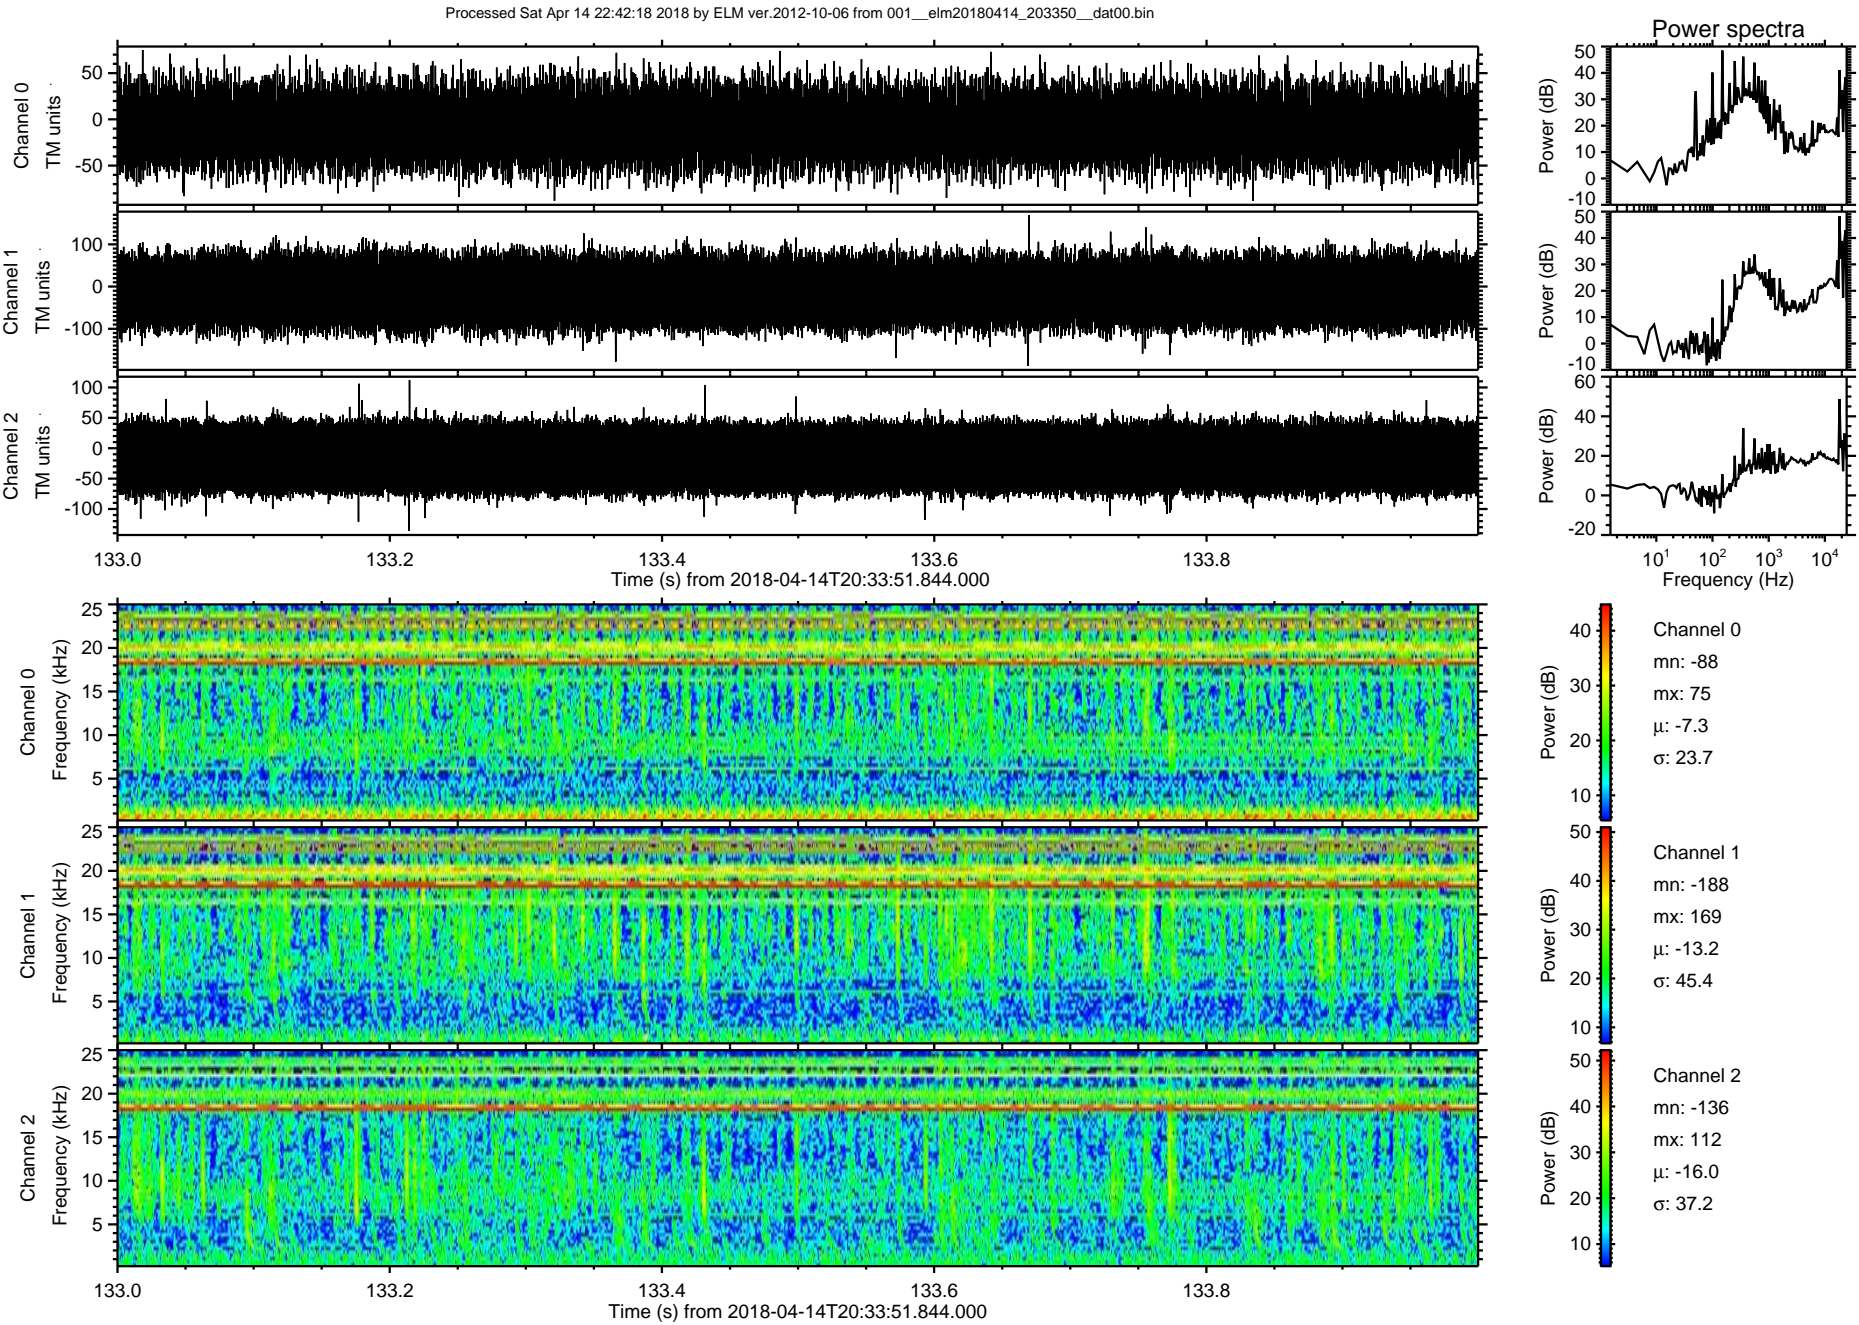 Processed Sat Apr 14 22:42:18 2018 by ELM ver.2012-10-06 from 001__elm20180414_203350__dat00.bin
Power spectra
Channel 0
TM units
50
0
-50
Power (dB)
50
40
30
20
10
0
-10
Channel 1
TM units
100
0
-100
Power (dB)
50
40
30
20
10
0
-10
Channel 2
TM units
100
50
0
-50
-100
Power (dB)
60
40
20
0
-20
133.0 133.2 133.4 133.6 133.8
Time (s) from 2018-04-14T20:33:51.844.000
10¹ 10² 10³ 10⁴
Frequency (Hz)
Channel 0
Frequency (kHz)
25
20
15
10
5
Power (dB)
40
30
20
10
Channel 0
mn: -88
mx: 75
μ: -7.3
σ: 23.7
Channel 1
Frequency (kHz)
25
20
15
10
5
Power (dB)
50
40
30
20
10
Channel 1
mn: -188
mx: 169
μ: -13.2
σ: 45.4
Channel 2
Frequency (kHz)
25
20
15
10
5
Power (dB)
50
40
30
20
10
Channel 2
mn: -136
mx: 112
μ: -16.0
σ: 37.2
133.0 133.2 133.4 133.6 133.8
Time (s) from 2018-04-14T20:33:51.844.000